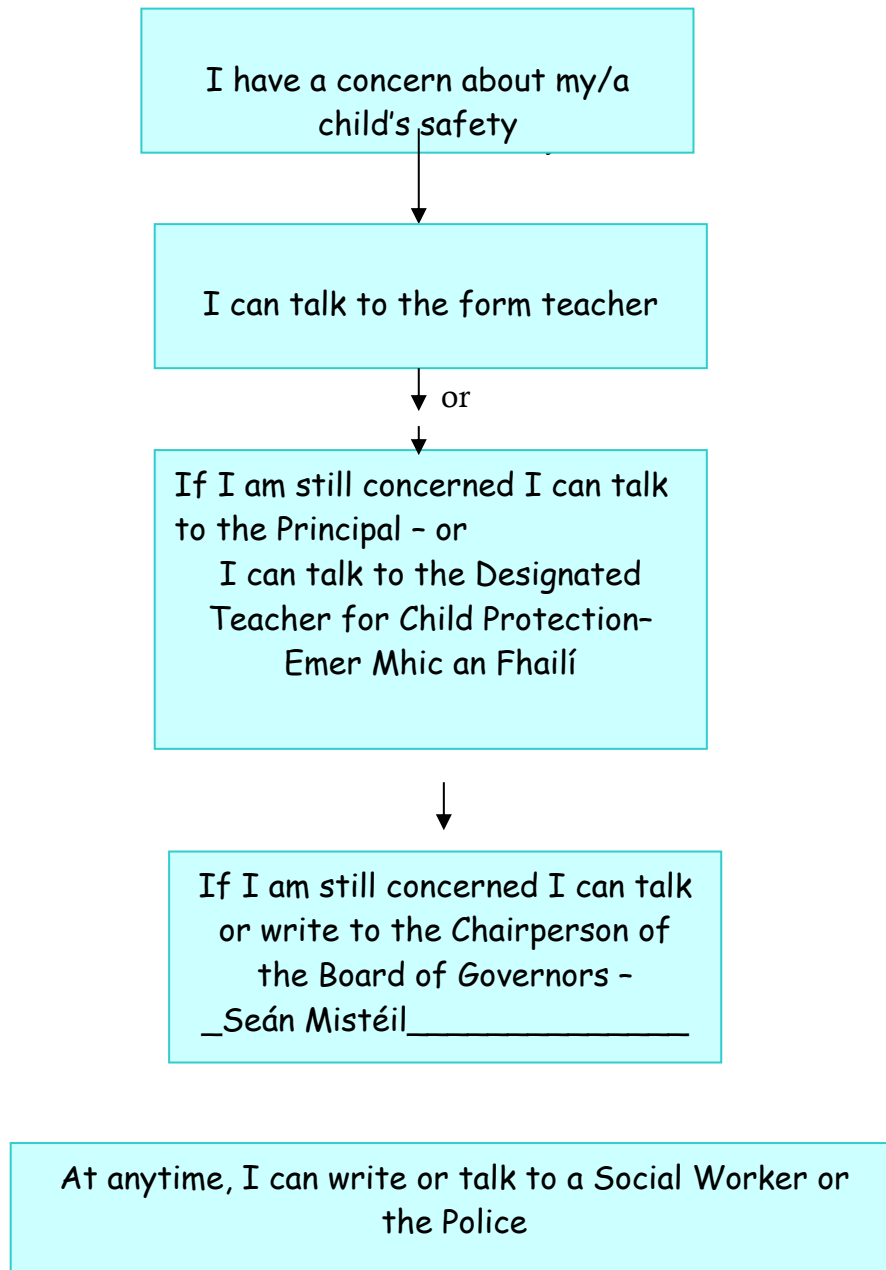 I have a concern about my/a
child's safety
I can talk to the form teacher
or
If I am still concerned I can talk
to the Principal – or
I can talk to the Designated
Teacher for Child Protection–
Emer Mhic an Fhailí
If I am still concerned I can talk
or write to the Chairperson of
the Board of Governors –
_Seán Mistéil______________
At anytime, I can write or talk to a Social Worker or
the Police